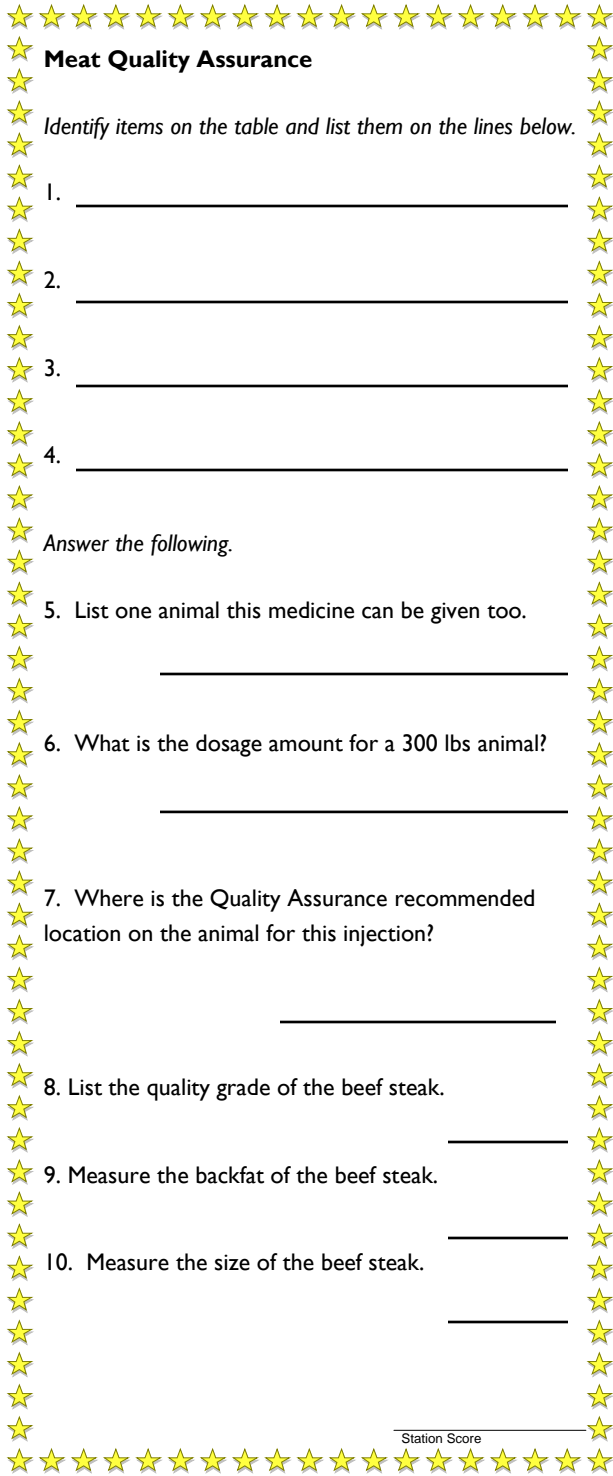 Meat Quality Assurance
Identify items on the table and list them on the lines below.
1.
2.
3.
4.
Answer the following.
5. List one animal this medicine can be given too.
6. What is the dosage amount for a 300 lbs animal?
7. Where is the Quality Assurance recommended
location on the animal for this injection?
8. List the quality grade of the beef steak.
9. Measure the backfat of the beef steak.
10. Measure the size of the beef steak.
Station Score